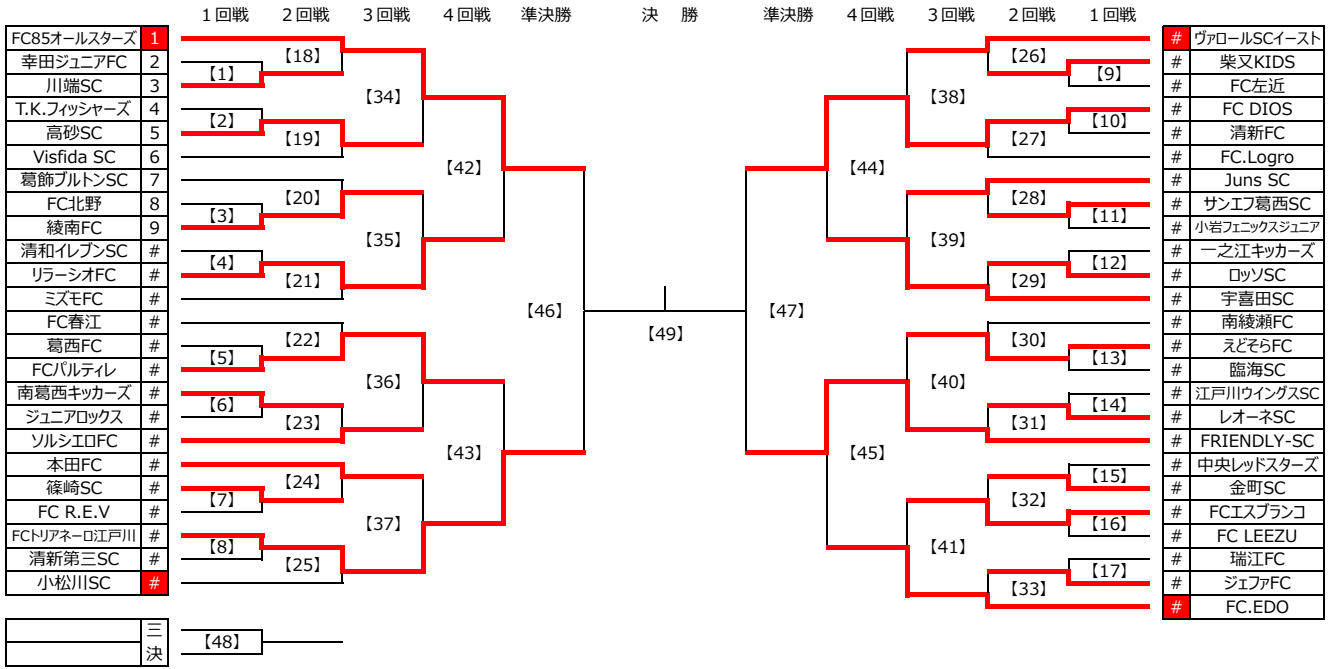 １回戦 ２回戦 ３回戦 ４回戦 準決勝 決 勝 準決勝 ４回戦 ３回戦 ２回戦 １回戦
FC85オールスターズ 1
幸田ジュニアFC 2
川端SC 3
T.K.フィッシャーズ 4
高砂SC 5
Visfida SC 6
葛飾ブルトンSC 7
FC北野 8
綾南FC 9
清和イレブンSC #
リラーシオFC #
ミズモFC #
FC春江 #
葛西FC #
FCパルティレ #
南葛西キッカーズ #
ジュニアロックス #
ソルシエロFC #
本田FC #
篠崎SC #
FC R.E.V #
FCトリアネーロ江戸川 #
清新第三SC #
小松川SC #
【1】
【2】
【3】
【4】
【5】
【6】
【7】
【8】
【18】
【19】
【20】
【21】
【22】
【23】
【24】
【25】
【34】
【35】
【36】
【37】
【42】
【43】
【46】
【49】
【47】
【44】
【45】
【38】
【39】
【40】
【41】
【26】
【27】
【28】
【29】
【30】
【31】
【32】
【33】
【9】
【10】
【11】
【12】
【13】
【14】
【15】
【16】
【17】
# ヴァロールSCイースト
# 柴又KIDS
# FC左近
# FC DIOS
# 清新FC
# FC.Logro
# Juns SC
# サンエフ葛西SC
# 小岩フェニックスジュニア
# 一之江キッカーズ
# ロッソSC
# 宇喜田SC
# 南綾瀬FC
# えどそらFC
# 臨海SC
# 江戸川ウイングスSC
# レオーネSC
# FRIENDLY-SC
# 中央レッドスターズ
# 金町SC
# FCエスブランコ
# FC LEEZU
# 瑞江FC
# ジェファFC
# FC.EDO
三
決
【48】